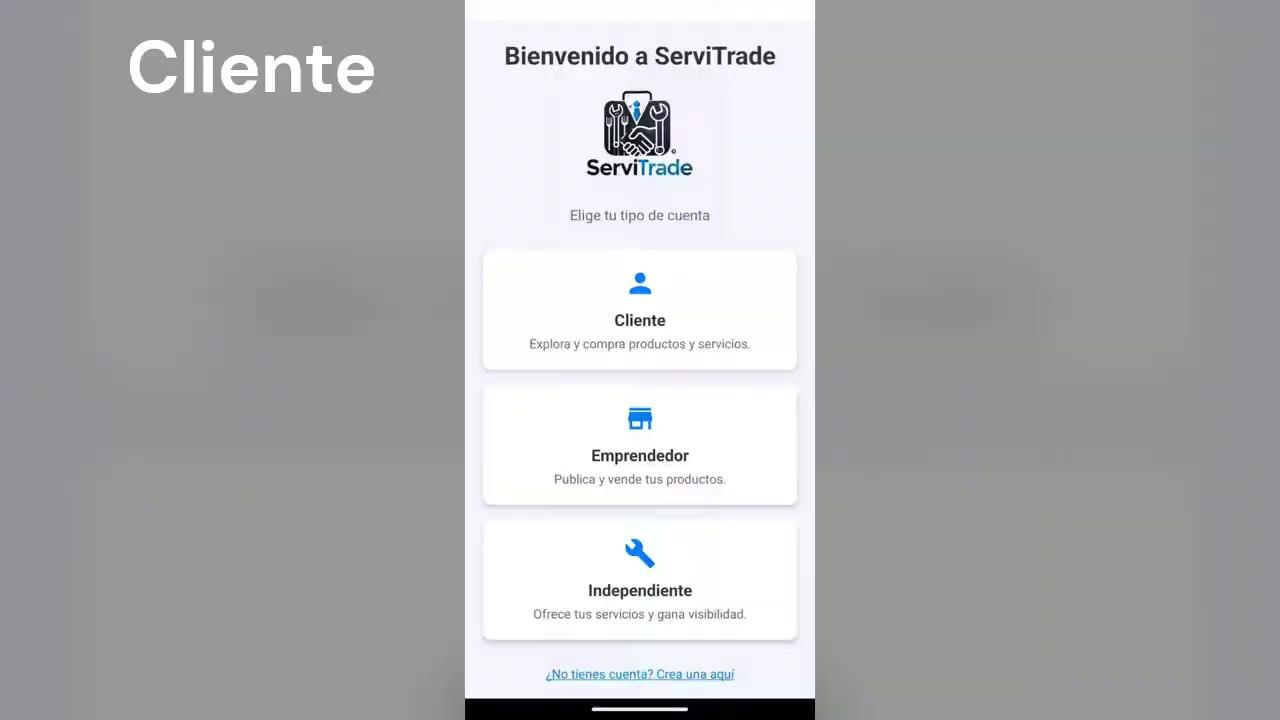 Cliente
Bienvenido a ServiTrade
ServiTrade
Elige tu tipo de cuenta
Cliente
Explora y compra productos y servicios.
Emprendedor
Publica y vende tus productos.
Independiente
Ofrece tus servicios y gana visibilidad.
¿No tienes cuenta? Crea una aquí